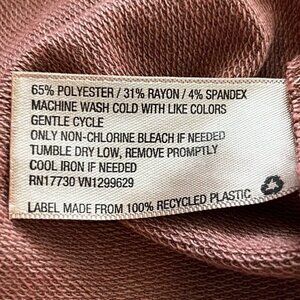 65% POLYESTER / 31% RAYON / 4% SPANDEX
MACHINE WASH COLD WITH LIKE COLORS
GENTLE CYCLE
ONLY NON-CHLORINE BLEACH IF NEEDED
TUMBLE DRY LOW, REMOVE PROMPTLY
COOL IRON IF NEEDED
RN17730 VN1299629
LABEL MADE FROM 100% RECYCLED PLASTIC